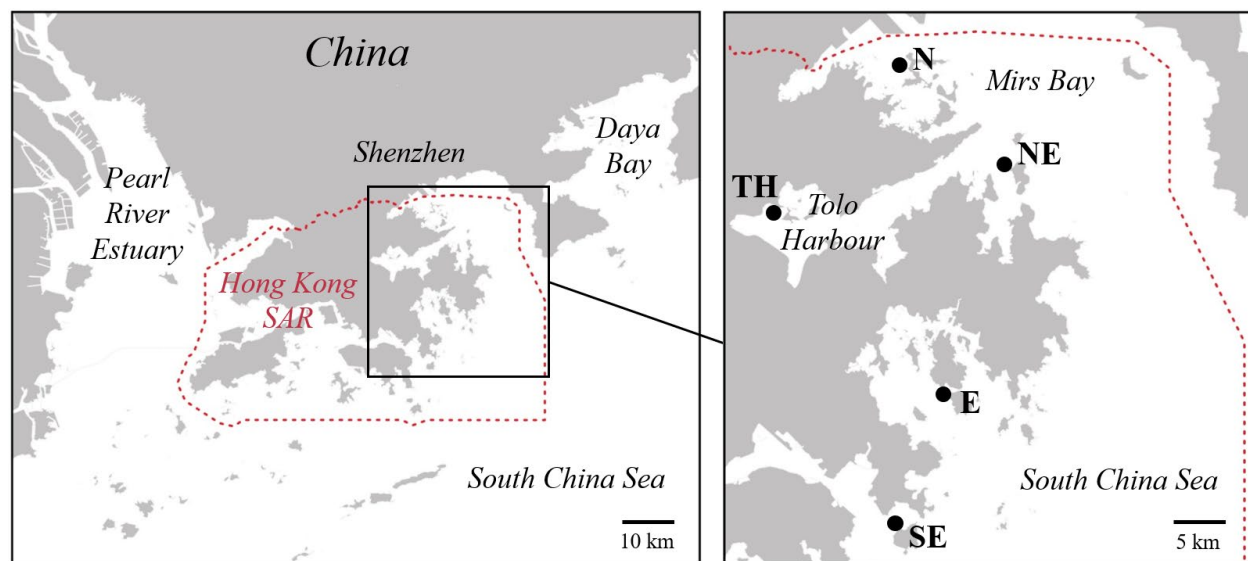 China
Shenzhen
Daya
Bay
Pearl
River
Estuary
Hong Kong
SAR
South China Sea
10 km
N
Mirs Bay
NE
TH
Tolo
Harbour
E
South China Sea
SE
5 km